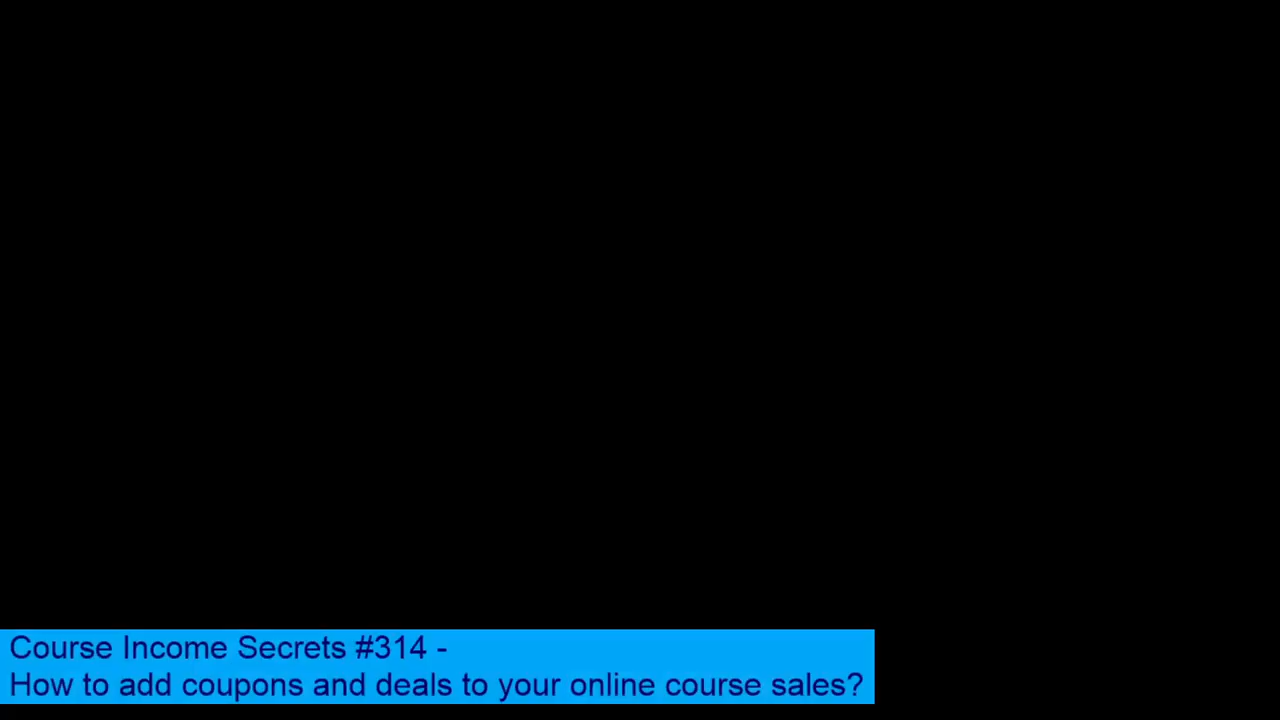 Course Income Secrets #314 -
How to add coupons and deals to your online course sales?